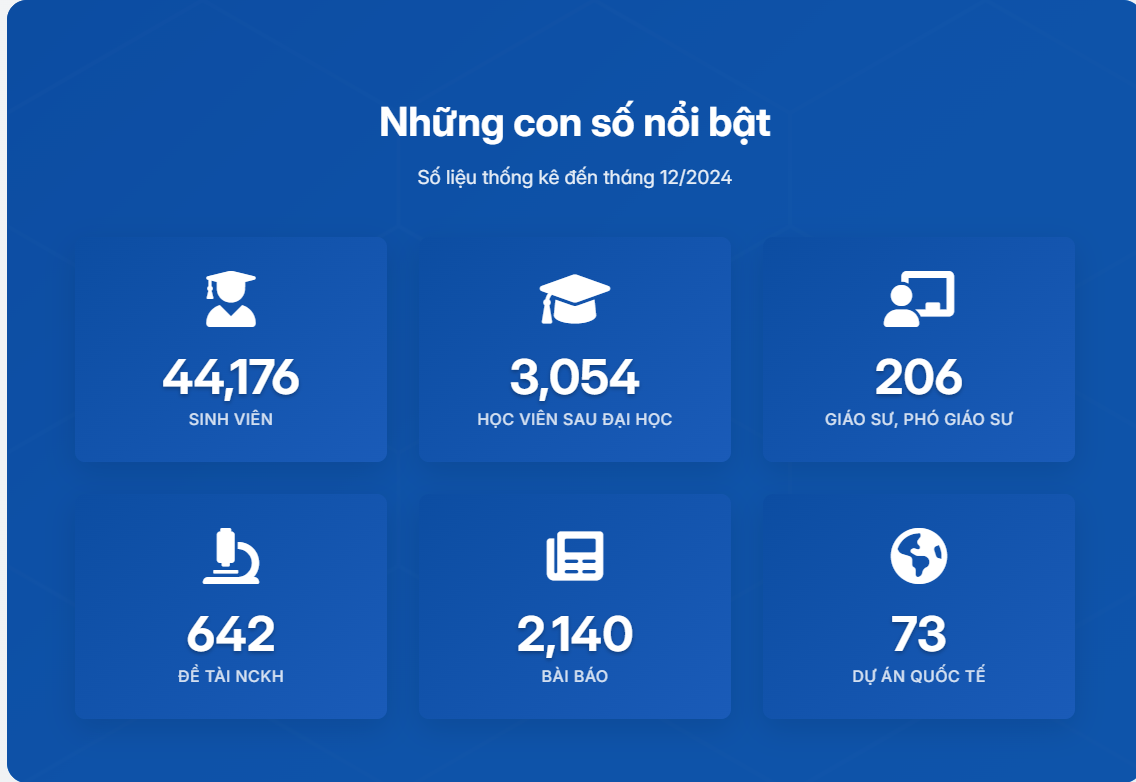 Những con số nổi bật
Số liệu thống kê đến tháng 12/2024
44,176
SINH VIÊN
3,054
HỌC VIÊN SAU ĐẠI HỌC
206
GIÁO SƯ, PHÓ GIÁO SƯ
642
ĐỀ TÀI NCKH
2,140
BÀI BÁO
73
DỰ ÁN QUỐC TẾ